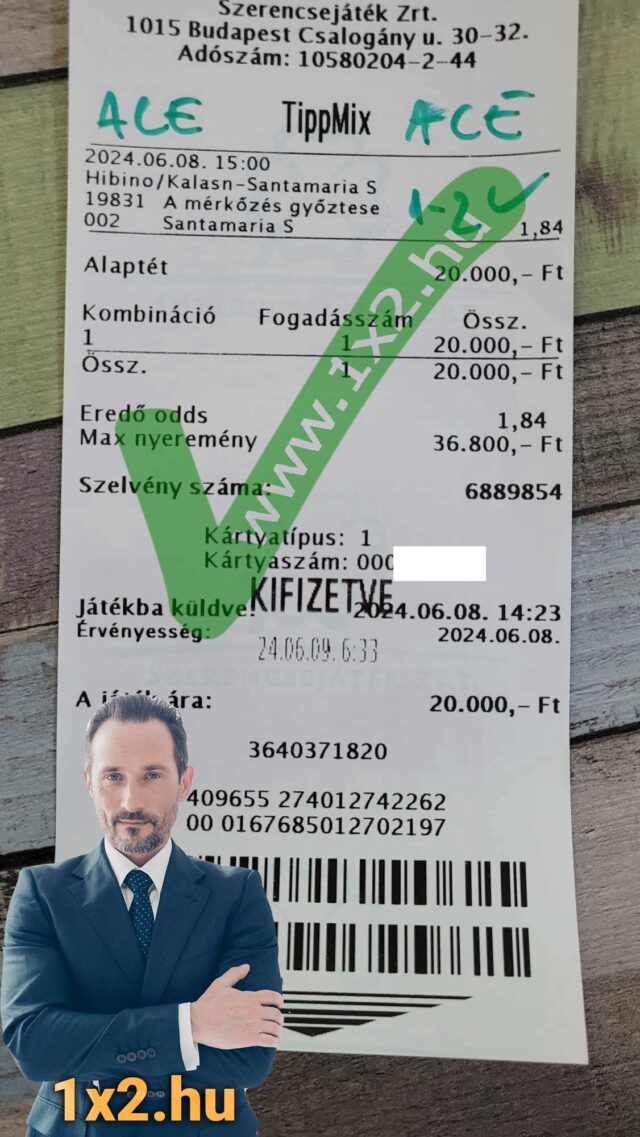 Szerencsejáték Zrt.
1015 Budapest Csalogány u. 30-32.
Adószám: 10580204-2-44
ACE TippMix ACE
2024.06.08. 15:00
Hibino/Kalasn-Santamaria S
19831 A mérkőzés győztese 1-2 ✓
002 Santamaria S 1,84
Alaptét 20.000,- Ft
Kombináció Fogadásszám Össz.
1 1 20.000,- Ft
Össz. 1 20.000,- Ft
Eredő odds 1,84
Max nyeremény 36.800,- Ft
www.1x2.hu
Szelvény száma: 6889854
Kártyatípus: 1
Kártyaszám: 000
KIFIZETVE
Játékba küldve: 2024.06.08. 14:23
Érvényesség: 2024.06.08.
24.06.09. 6:33
SZERENCSEJÁTÉK ZRT.
A játék ára: 20.000,- Ft
3640371820
409655 274012742262
00 0167685012702197
1x2.hu